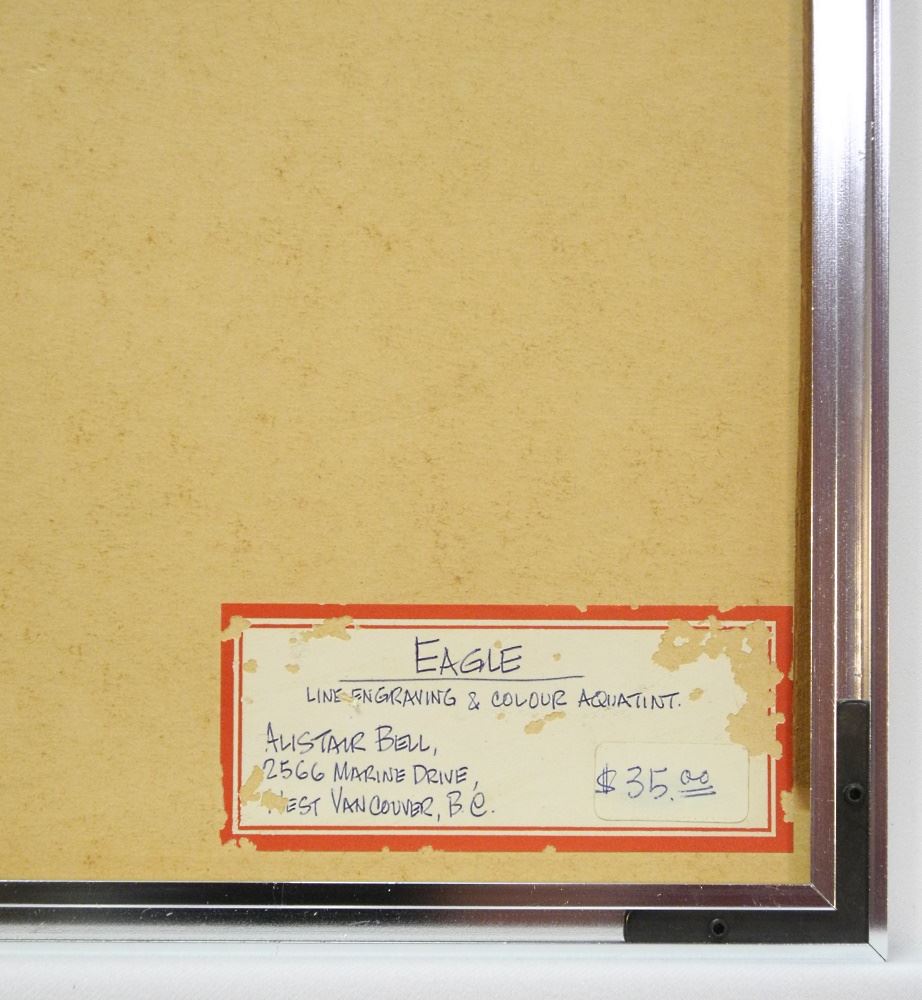 EAGLE
LINE ENGRAVING & COLOUR AQUATINT.
ALISTAIR BELL,
2566 MARINE DRIVE,
WEST VANCOUVER, B.C.
$35.00